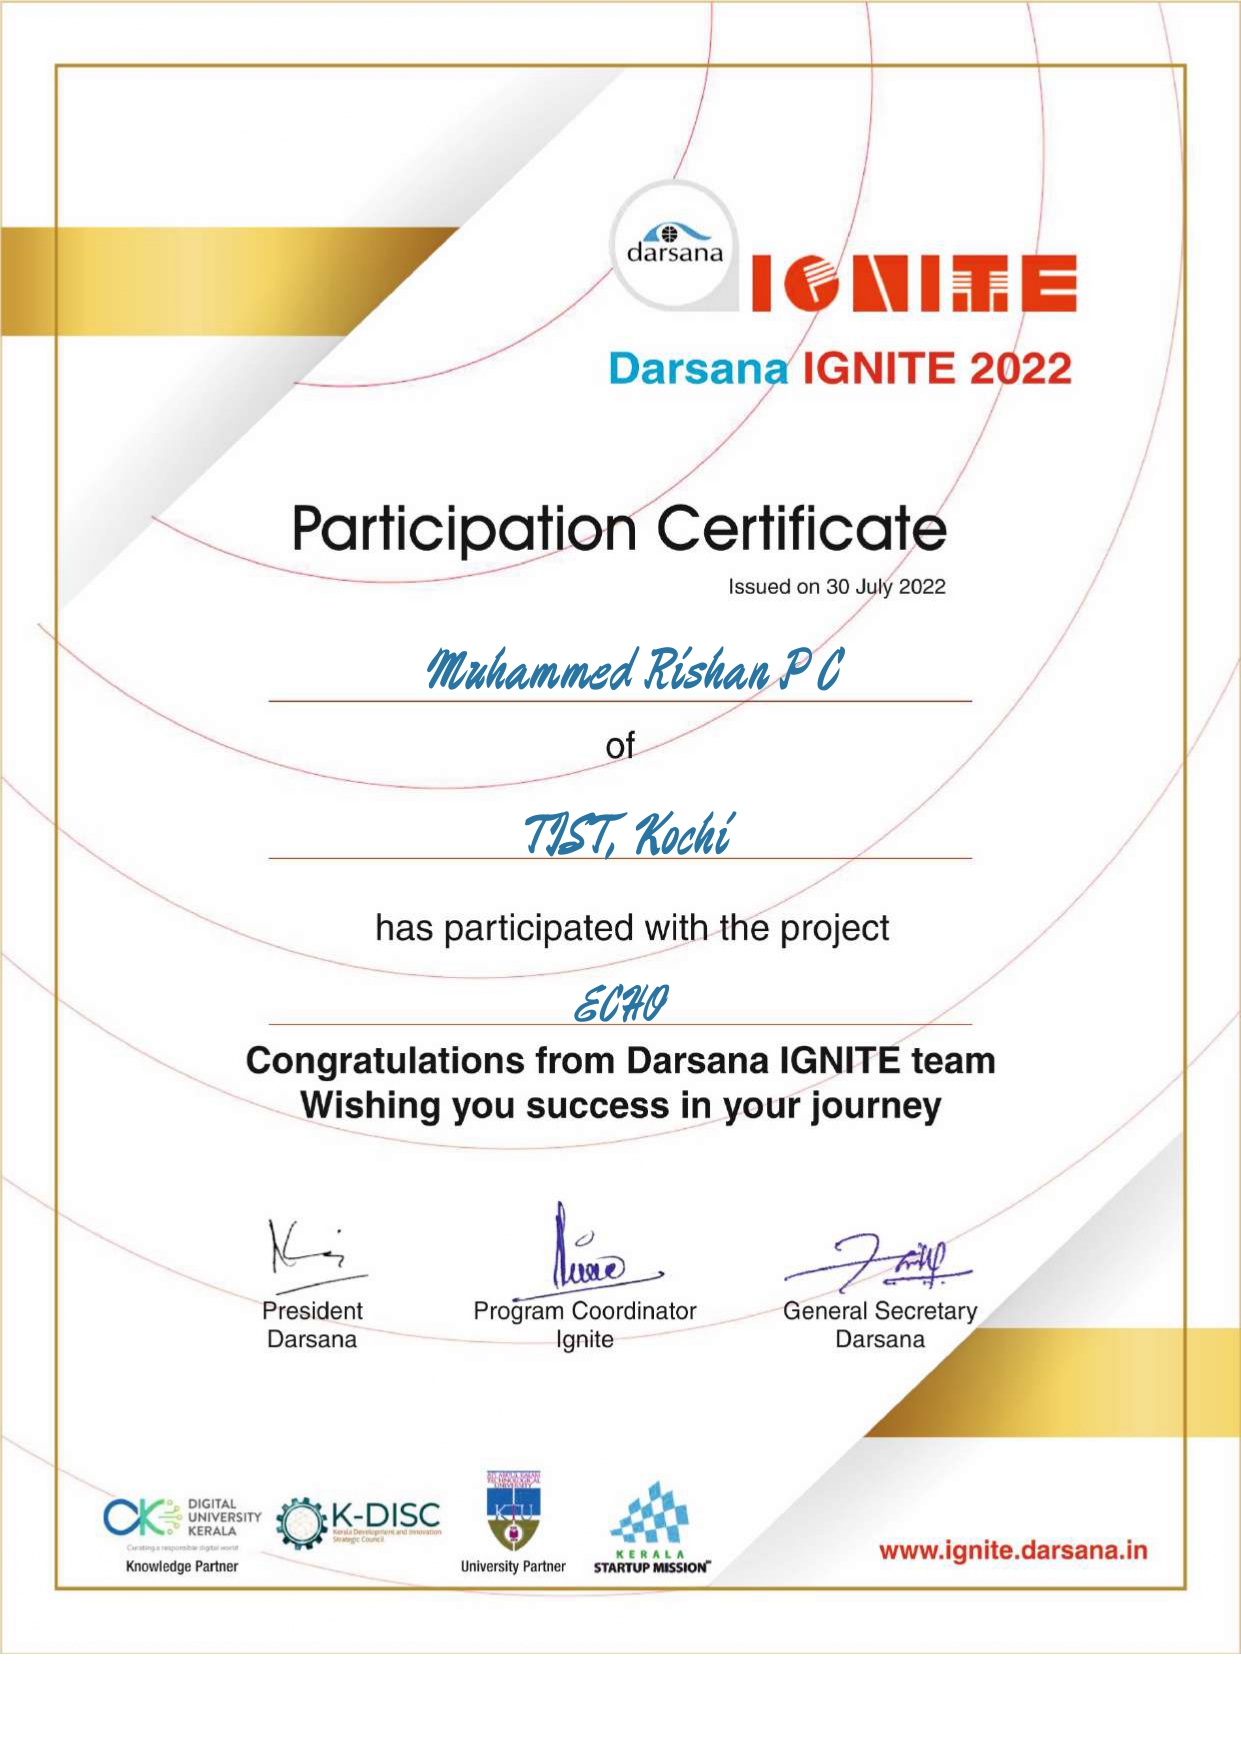 darsana
IGNITE
Darsana IGNITE 2022
Participation Certificate
Issued on 30 July 2022
Muhammed Rishan P C
of
TIST, Kochi
has participated with the project
ECHO
Congratulations from Darsana IGNITE team
Wishing you success in your journey
President
Darsana
Program Coordinator
Ignite
General Secretary
Darsana
DIGITAL
UNIVERSITY
KERALA
Curating a responsible digital world
Knowledge Partner
K-DISC
Kerala Development and Innovation
Strategic Council
APJ ABDUL KALAM
TECHNOLOGICAL
UNIVERSITY
KTU
University Partner
KERALA
STARTUP MISSION
www.ignite.darsana.in